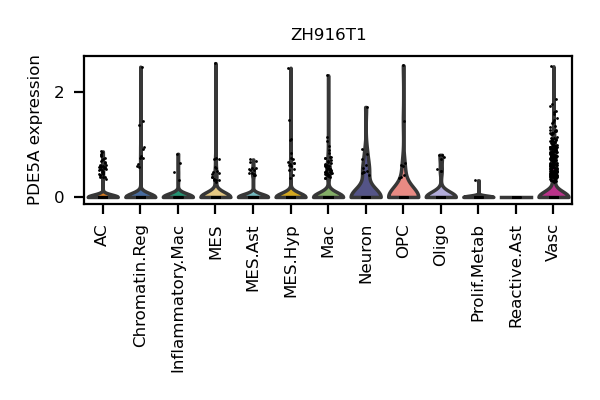 ZH916T1
PDE5A expression
2
0
AC
Chromatin.Reg
Inflammatory.Mac
MES
MES.Ast
MES.Hyp
Mac
Neuron
OPC
Oligo
Prolif.Metab
Reactive.Ast
Vasc